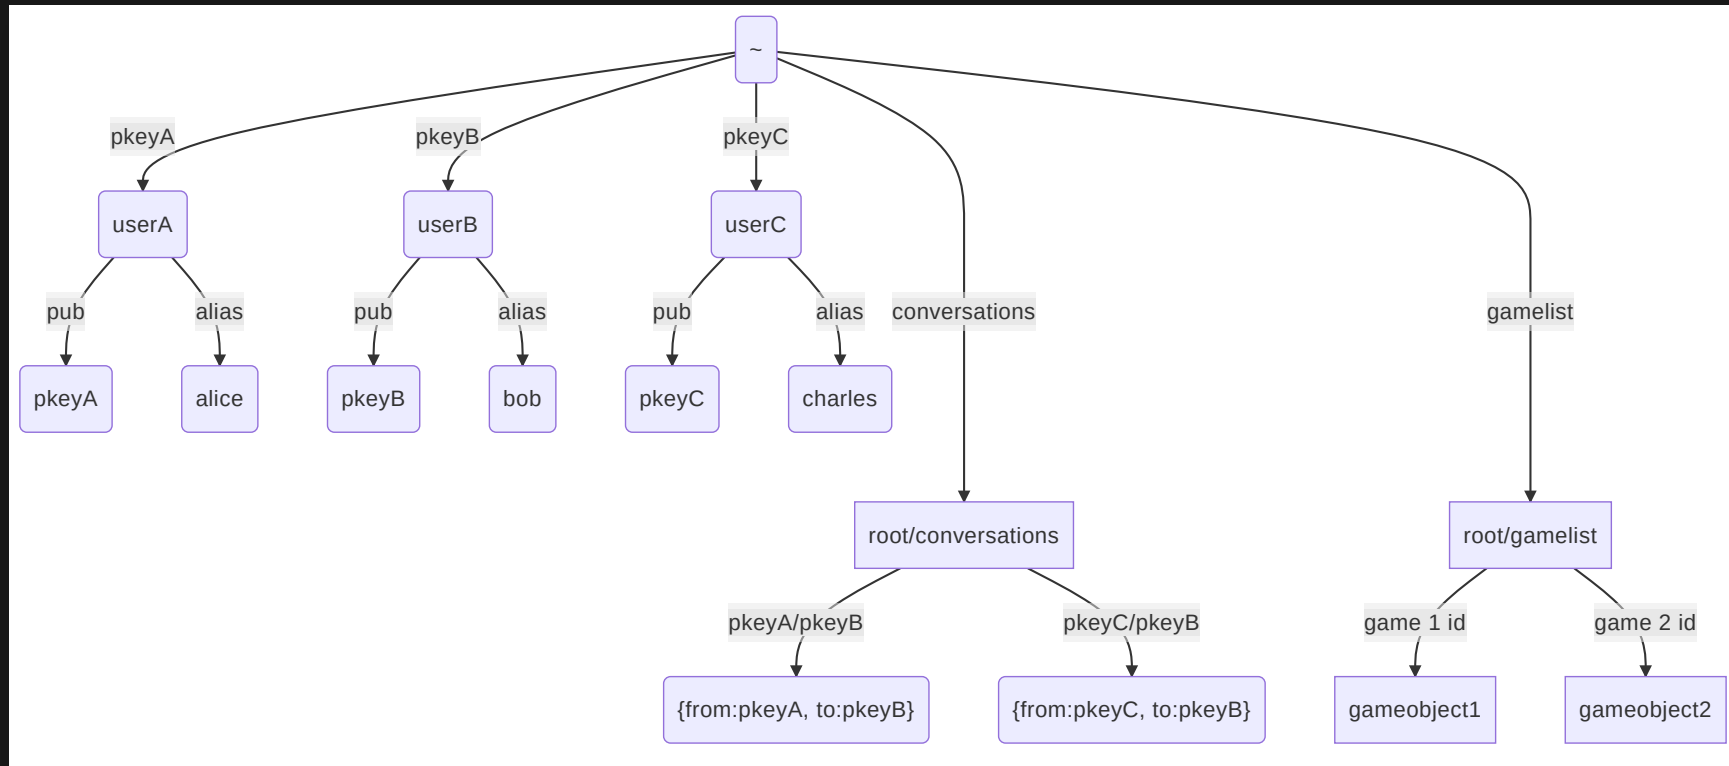 ~
pkeyA
pkeyB
pkeyC
userA
userB
userC
pub
alias
pub
alias
pub
alias
conversations
gamelist
pkeyA
alice
pkeyB
bob
pkeyC
charles
root/conversations
root/gamelist
pkeyA/pkeyB
pkeyC/pkeyB
game 1 id
game 2 id
{from:pkeyA, to:pkeyB}
{from:pkeyC, to:pkeyB}
gameobject1
gameobject2